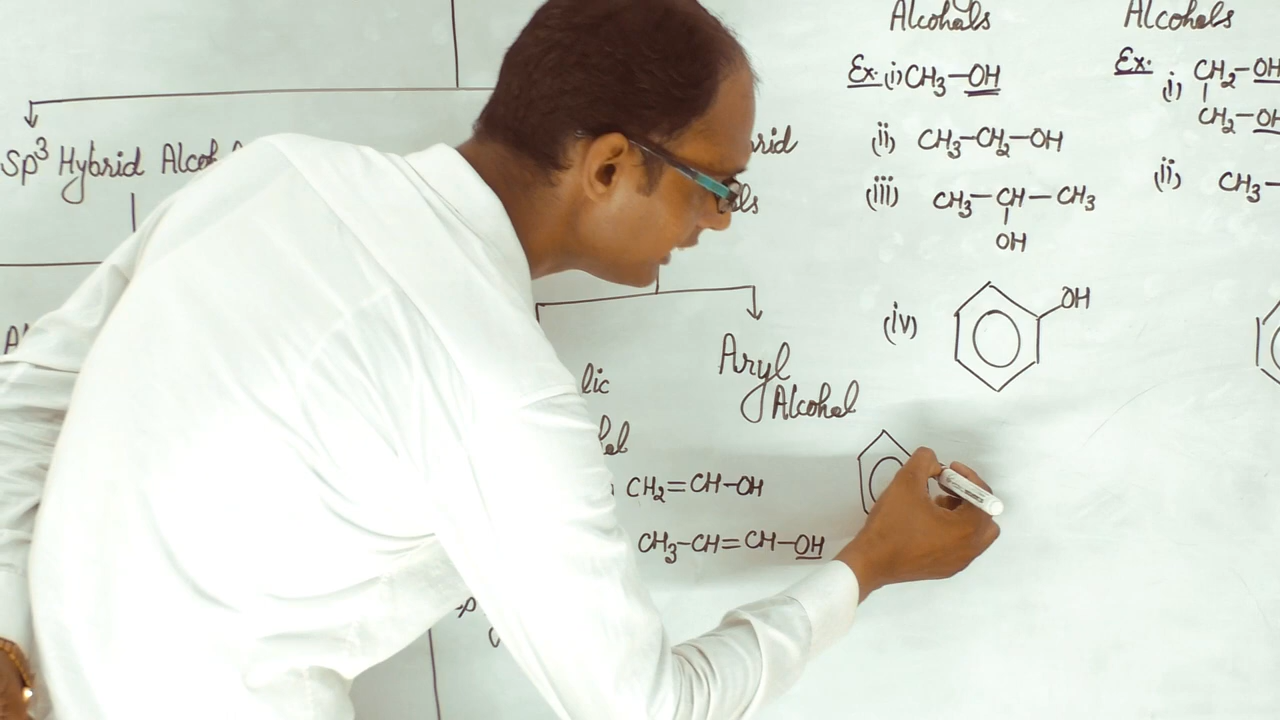 Sp³ Hybrid
Alcohols
Ex. (i) CH₃–OH
(ii) CH₃–CH₂–OH
(iii) CH₃–CH–CH₃
OH
(iv)
OH
Alcohols
Ex.
(i) CH₂–OH
CH₂–OH
(ii) CH₃–
Aryl
Alcohol
CH₂=CH–OH
CH₃–CH=CH–OH